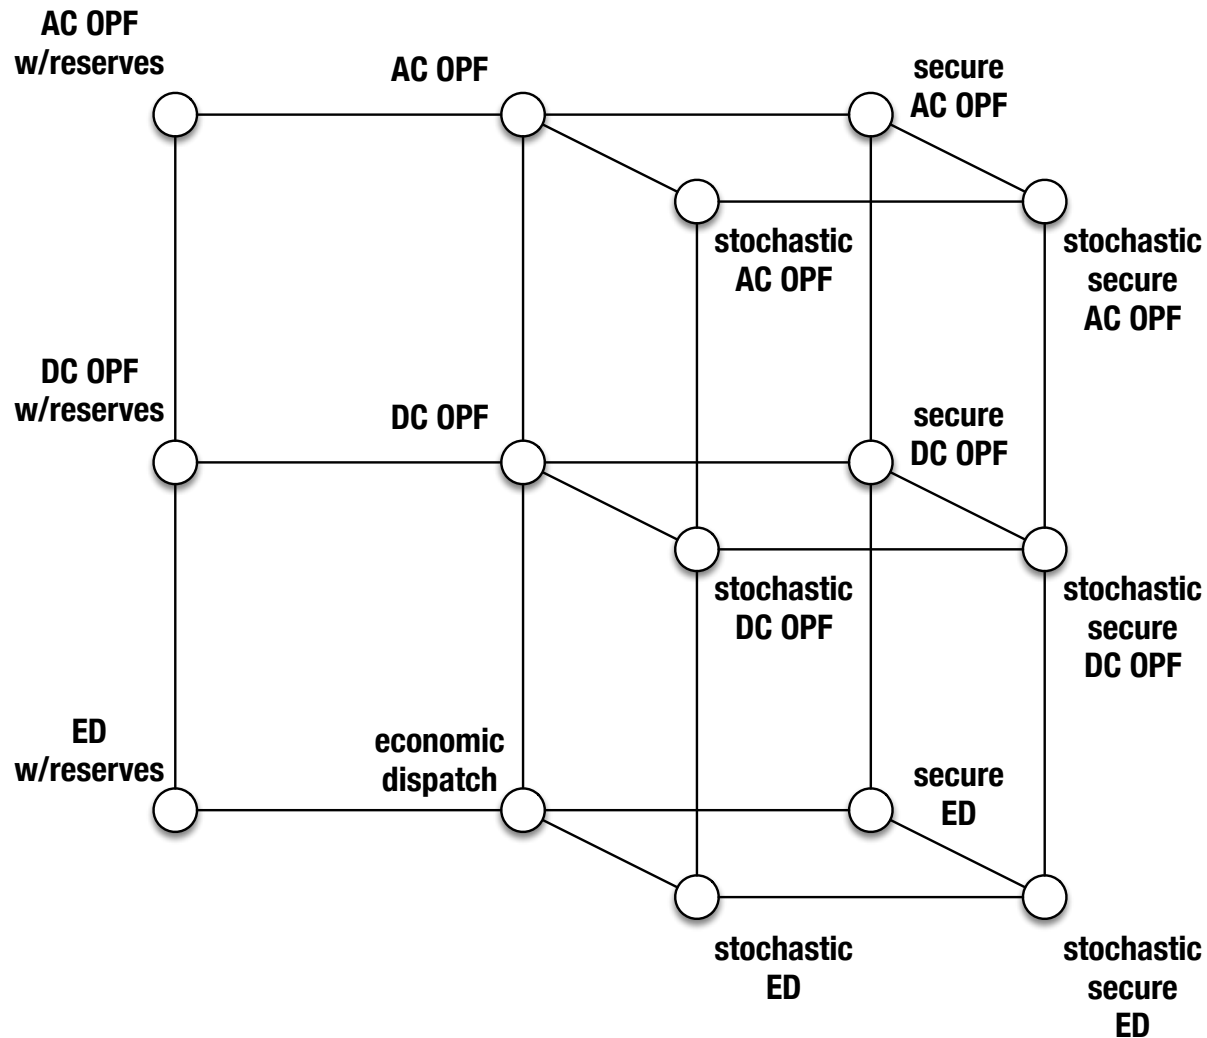 AC OPF
w/reserves
AC OPF
secure
AC OPF
stochastic
AC OPF
stochastic
secure
AC OPF
DC OPF
w/reserves
DC OPF
secure
DC OPF
stochastic
DC OPF
stochastic
secure
DC OPF
ED
w/reserves
economic
dispatch
secure
ED
stochastic
ED
stochastic
secure
ED